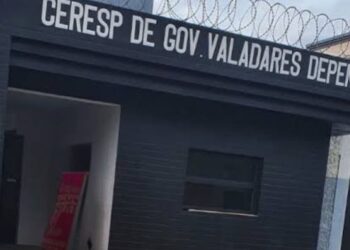 CERESP DE GOV. VALADARES DEPE